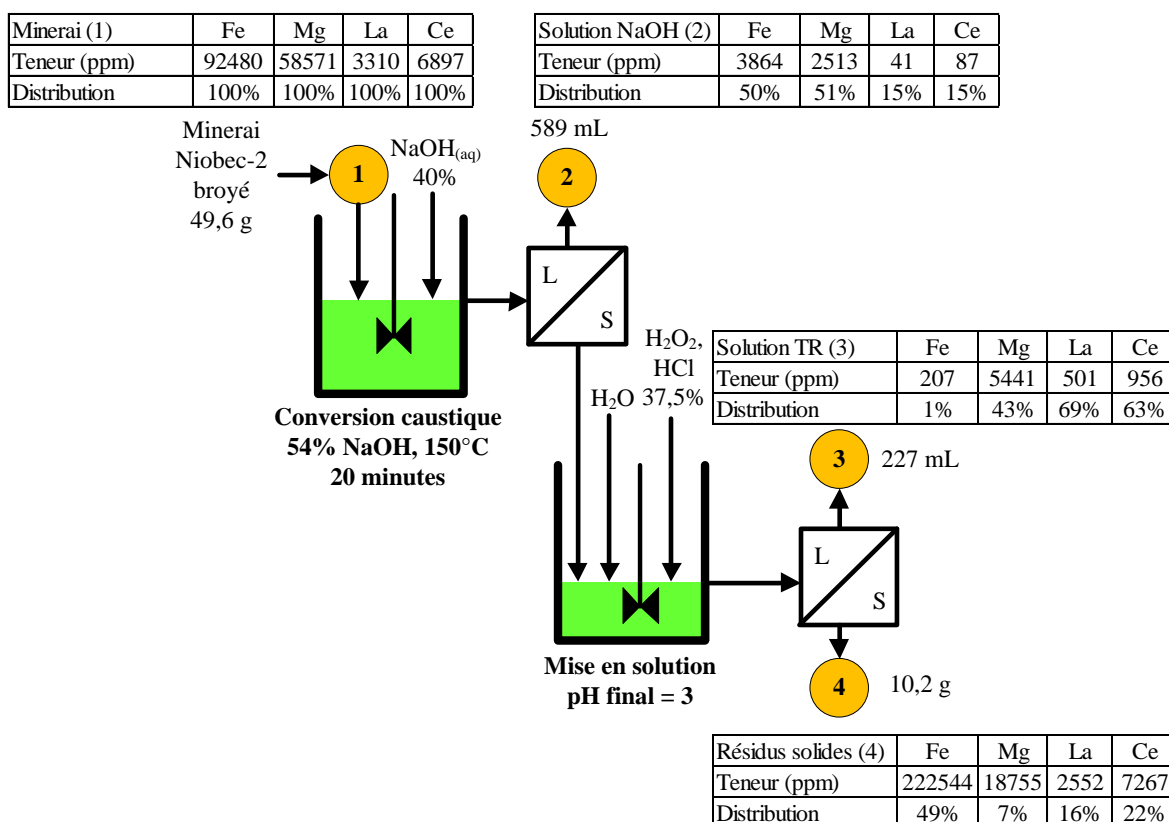 Minerai (1) Fe Mg La Ce
Teneur (ppm) 92480 58571 3310 6897
Distribution 100% 100% 100% 100%
Solution NaOH (2) Fe Mg La Ce
Teneur (ppm) 3864 2513 41 87
Distribution 50% 51% 15% 15%
Minerai
Niobec-2
broyé
49,6 g
1
NaOH(aq)
40%
589 mL
2
L
S
Conversion caustique
54% NaOH, 150°C
20 minutes
H2O
H2O2,
HCl
37,5%
Solution TR (3) Fe Mg La Ce
Teneur (ppm) 207 5441 501 956
Distribution 1% 43% 69% 63%
3
227 mL
L
S
Mise en solution
pH final = 3
4
10,2 g
Résidus solides (4) Fe Mg La Ce
Teneur (ppm) 222544 18755 2552 7267
Distribution 49% 7% 16% 22%